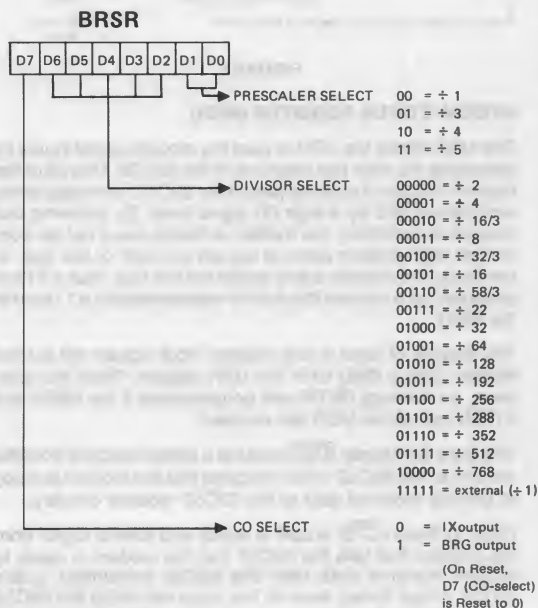 BRSR
D7 D6 D5 D4 D3 D2 D1 D0
PRESCALER SELECT 00 = ÷ 1
01 = ÷ 3
10 = ÷ 4
11 = ÷ 5
DIVISOR SELECT 00000 = ÷ 2
00001 = ÷ 4
00010 = ÷ 16/3
00011 = ÷ 8
00100 = ÷ 32/3
00101 = ÷ 16
00110 = ÷ 58/3
00111 = ÷ 22
01000 = ÷ 32
01001 = ÷ 64
01010 = ÷ 128
01011 = ÷ 192
01100 = ÷ 256
01101 = ÷ 288
01110 = ÷ 352
01111 = ÷ 512
10000 = ÷ 768
11111 = external (÷ 1)
CO SELECT 0 = IXoutput
1 = BRG output
(On Reset,
D7 (CO-select)
is Reset to 0)